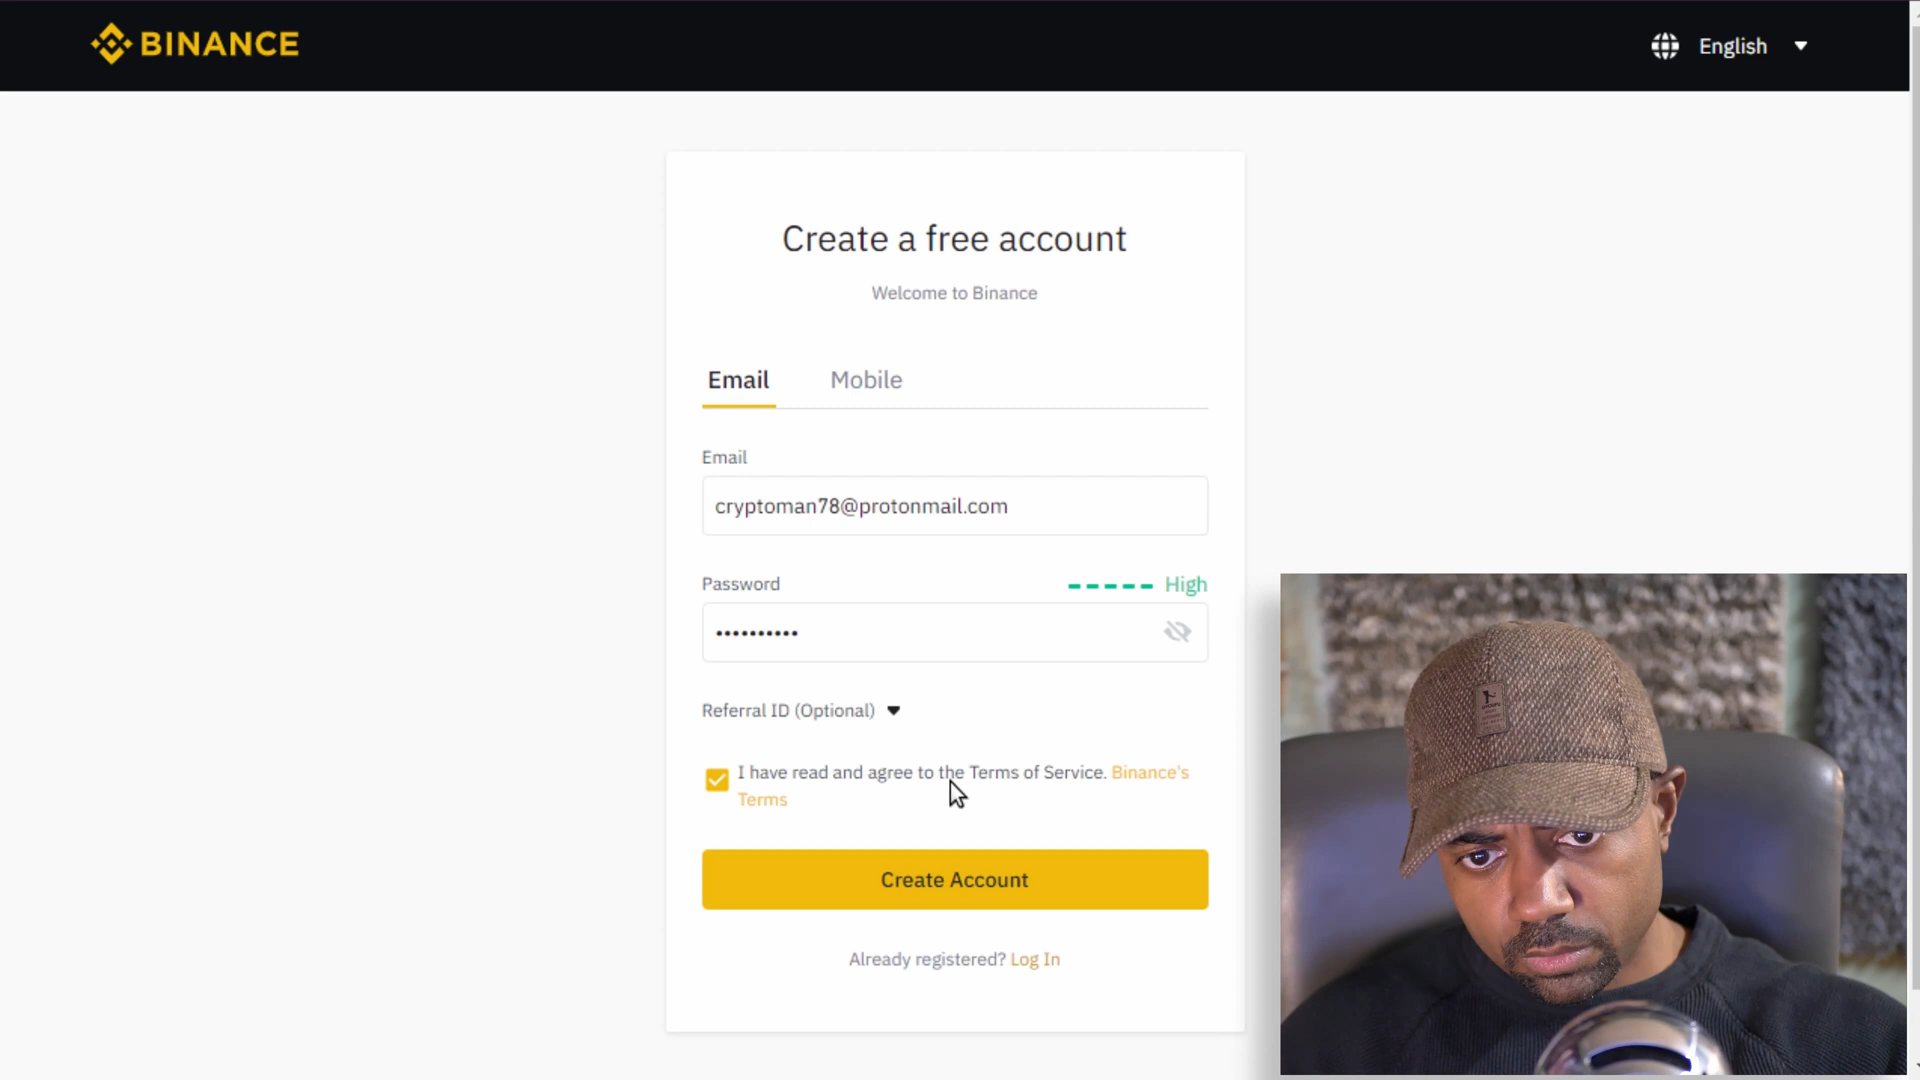 BINANCE
English
Create a free account
Welcome to Binance
Email
Mobile
Email
cryptoman78@protonmail.com
Password
High
••••••••••
Referral ID (Optional)
I have read and agree to the Terms of Service. Binance's
Terms
Create Account
Already registered? Log In